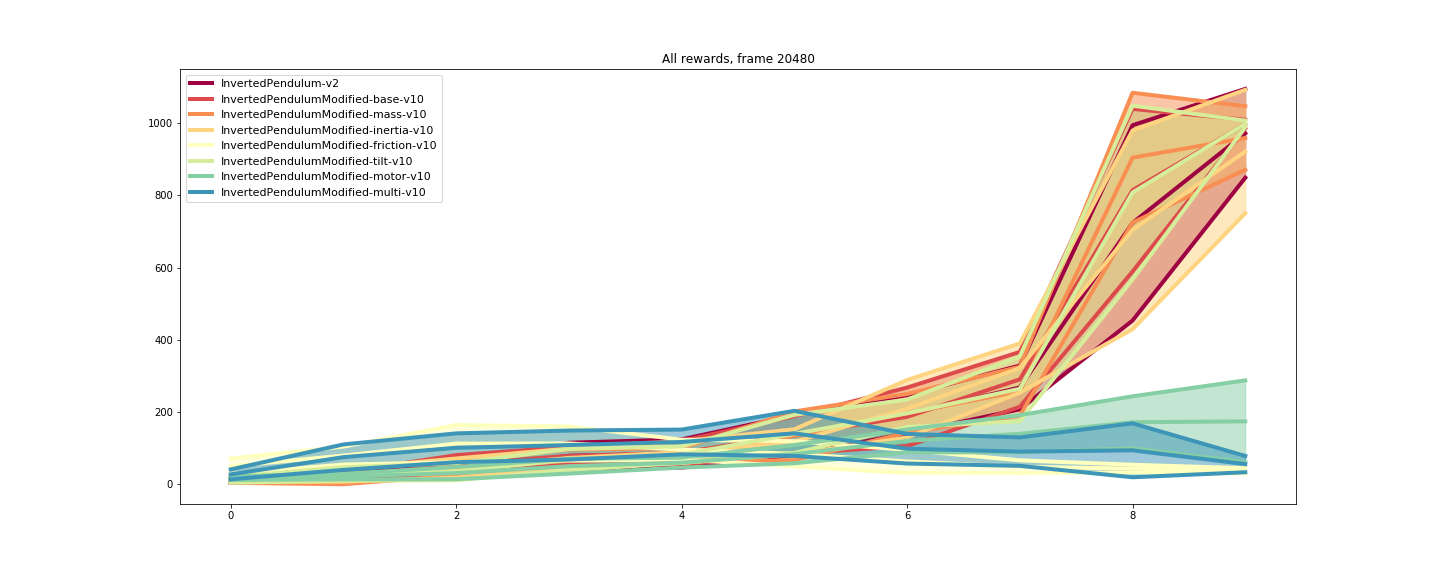 All rewards, frame 20480
InvertedPendulum-v2
InvertedPendulumModified-base-v10
InvertedPendulumModified-mass-v10
InvertedPendulumModified-inertia-v10
InvertedPendulumModified-friction-v10
InvertedPendulumModified-tilt-v10
InvertedPendulumModified-motor-v10
InvertedPendulumModified-multi-v10
1000
800
600
400
200
0
0 2 4 6 8